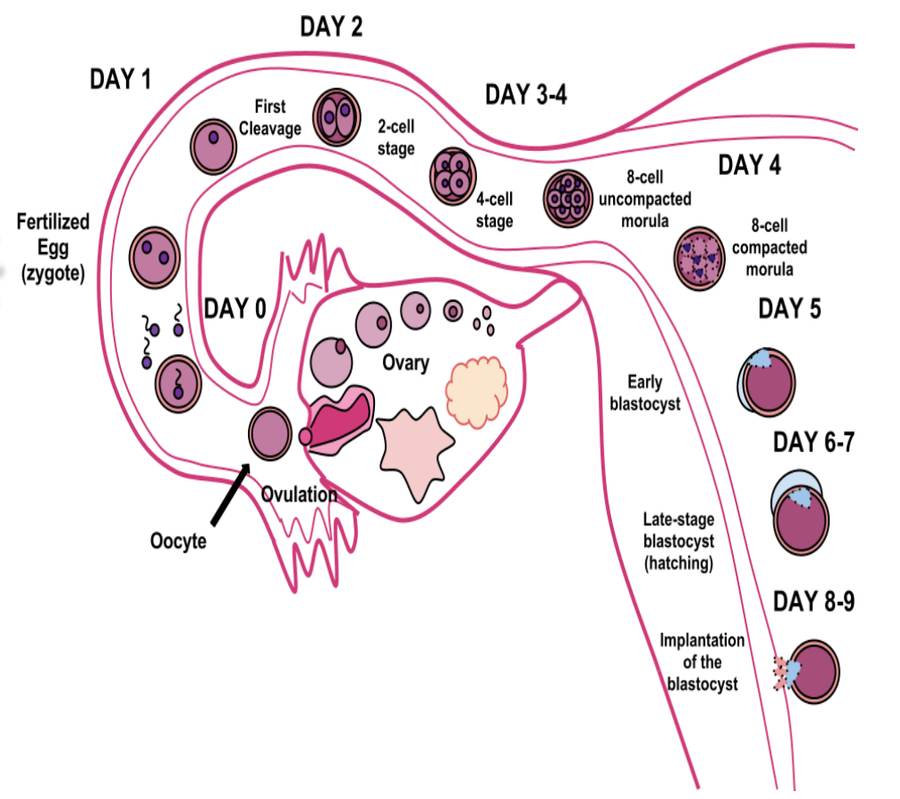 DAY 2
DAY 1
DAY 3-4
First
Cleavage
2-cell
stage
DAY 4
4-cell
stage
8-cell
uncompacted
morula
8-cell
compacted
morula
Fertilized
Egg
(zygote)
DAY 0
DAY 5
Ovary
Early
blastocyst
DAY 6-7
Ovulation
Oocyte
Late-stage
blastocyst
(hatching)
DAY 8-9
Implantation
of the
blastocyst